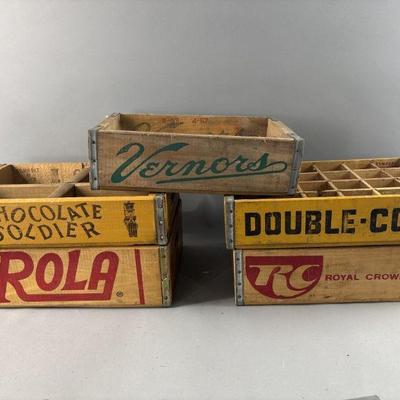 Vernors
CHOCOLATE
SOLDIER
DOUBLE-CO
ROLA ®
RC ROYAL CROWN